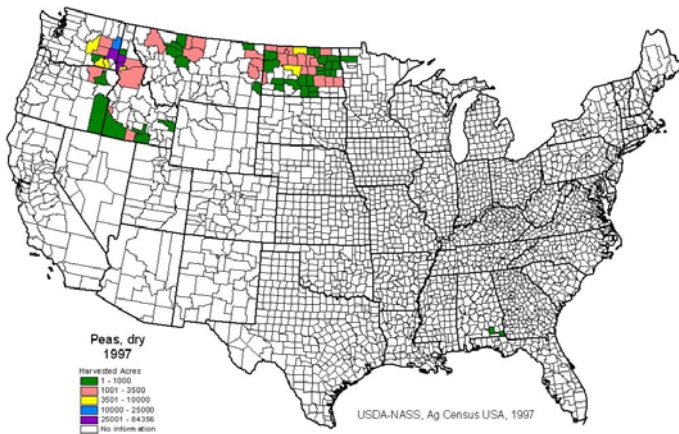 Peas, dry
1997
Harvested Acres
1 - 1000
1001 - 3500
3501 - 10000
10000 - 25000
25001 - 84356
No information
USDA-NASS, Ag Census USA, 1997